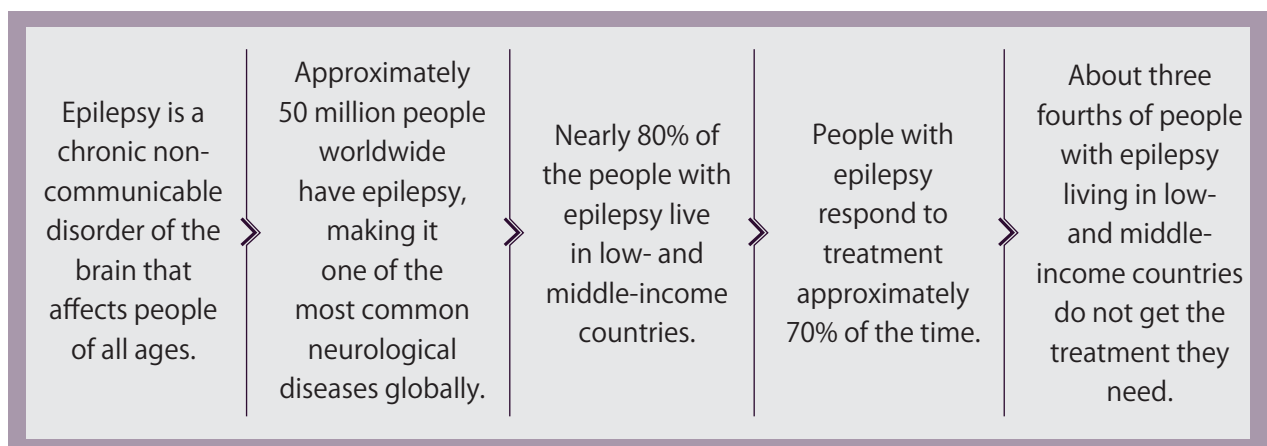 Epilepsy is a
chronic non-
communicable
disorder of the
brain that
affects people
of all ages.
Approximately
50 million people
worldwide
have epilepsy,
making it
one of the
most common
neurological
diseases globally.
Nearly 80% of
the people with
epilepsy live
in low- and
middle-income
countries.
People with
epilepsy
respond to
treatment
approximately
70% of the time.
About three
fourths of people
with epilepsy
living in low-
and middle-
income countries
do not get the
treatment they
need.